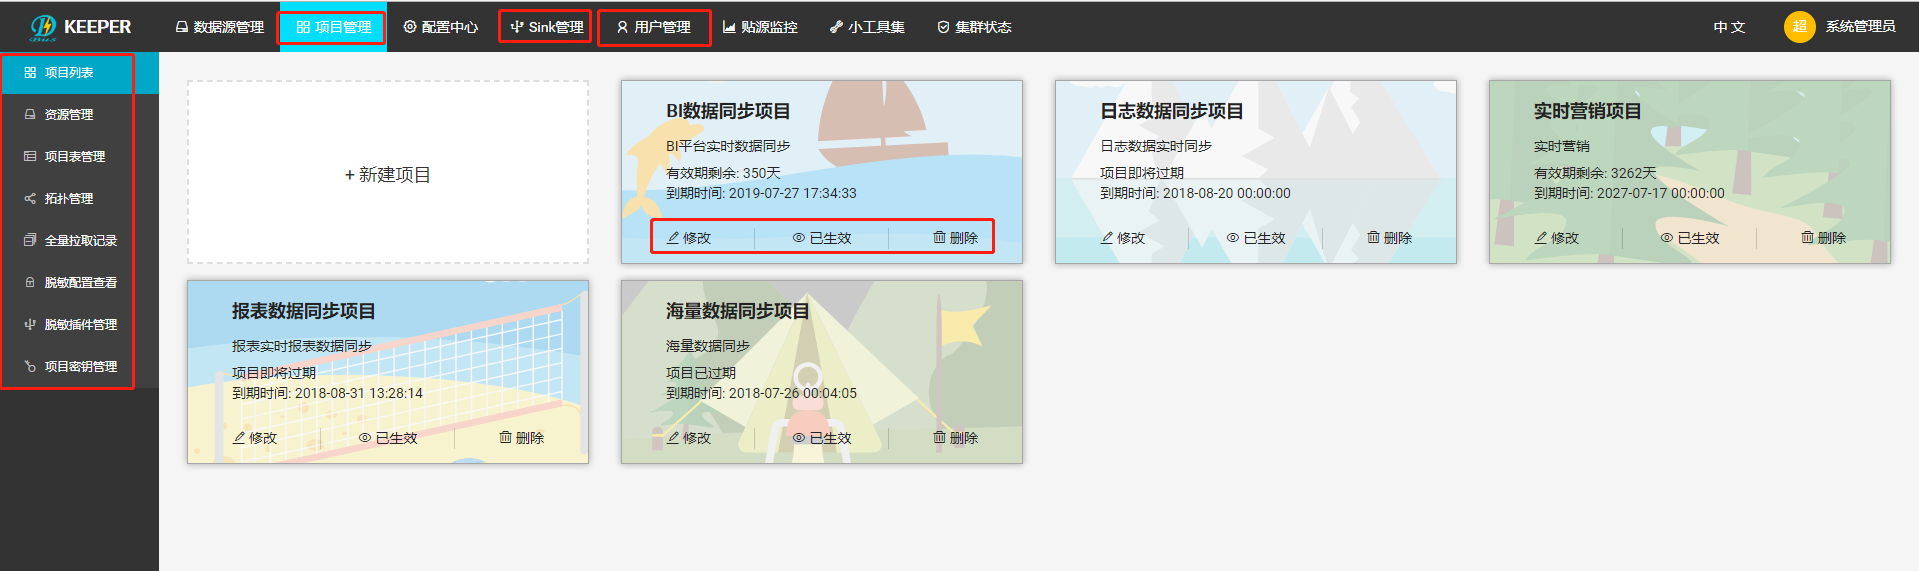 KEEPER 数据源管理 项目管理 配置中心 Sink管理 用户管理 贴源监控 小工具集 集群状态 中文 超 系统管理员
项目列表
资源管理
项目表管理
拓扑管理
全量拉取记录
脱敏配置查看
脱敏插件管理
项目密钥管理
+ 新建项目
BI数据同步项目
BI平台实时数据同步
有效期剩余: 350天
到期时间: 2019-07-27 17:34:33
修改 已生效 删除
日志数据同步项目
日志数据实时同步
项目即将过期
到期时间: 2018-08-20 00:00:00
修改 已生效 删除
实时营销项目
实时营销
有效期剩余: 3262天
到期时间: 2027-07-17 00:00:00
修改 已生效 删除
报表数据同步项目
报表实时报表数据同步
项目即将过期
到期时间: 2018-08-31 13:28:14
修改 已生效 删除
海量数据同步项目
海量数据同步
项目已过期
到期时间: 2018-07-26 00:04:05
修改 已生效 删除